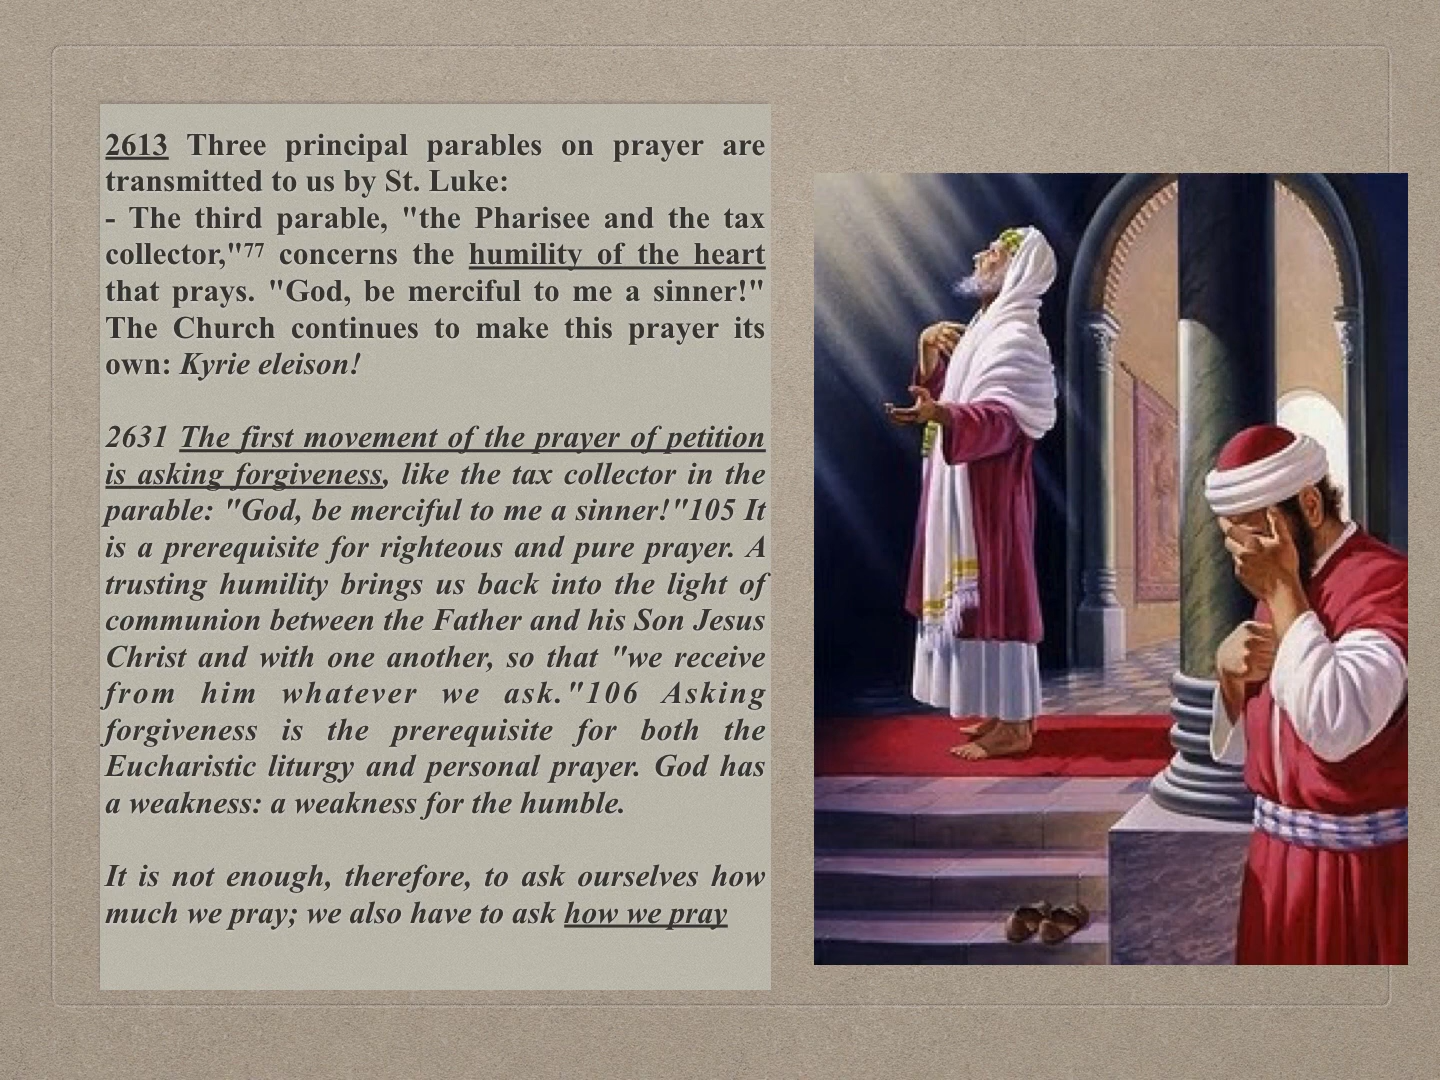 2613 Three principal parables on prayer are
transmitted to us by St. Luke:
- The third parable, "the Pharisee and the tax
collector,"⁷⁷ concerns the humility of the heart
that prays. "God, be merciful to me a sinner!"
The Church continues to make this prayer its
own: Kyrie eleison!
2631 The first movement of the prayer of petition
is asking forgiveness, like the tax collector in the
parable: "God, be merciful to me a sinner!"105 It
is a prerequisite for righteous and pure prayer. A
trusting humility brings us back into the light of
communion between the Father and his Son Jesus
Christ and with one another, so that "we receive
from him whatever we ask."106 Asking
forgiveness is the prerequisite for both the
Eucharistic liturgy and personal prayer. God has
a weakness: a weakness for the humble.
It is not enough, therefore, to ask ourselves how
much we pray; we also have to ask how we pray